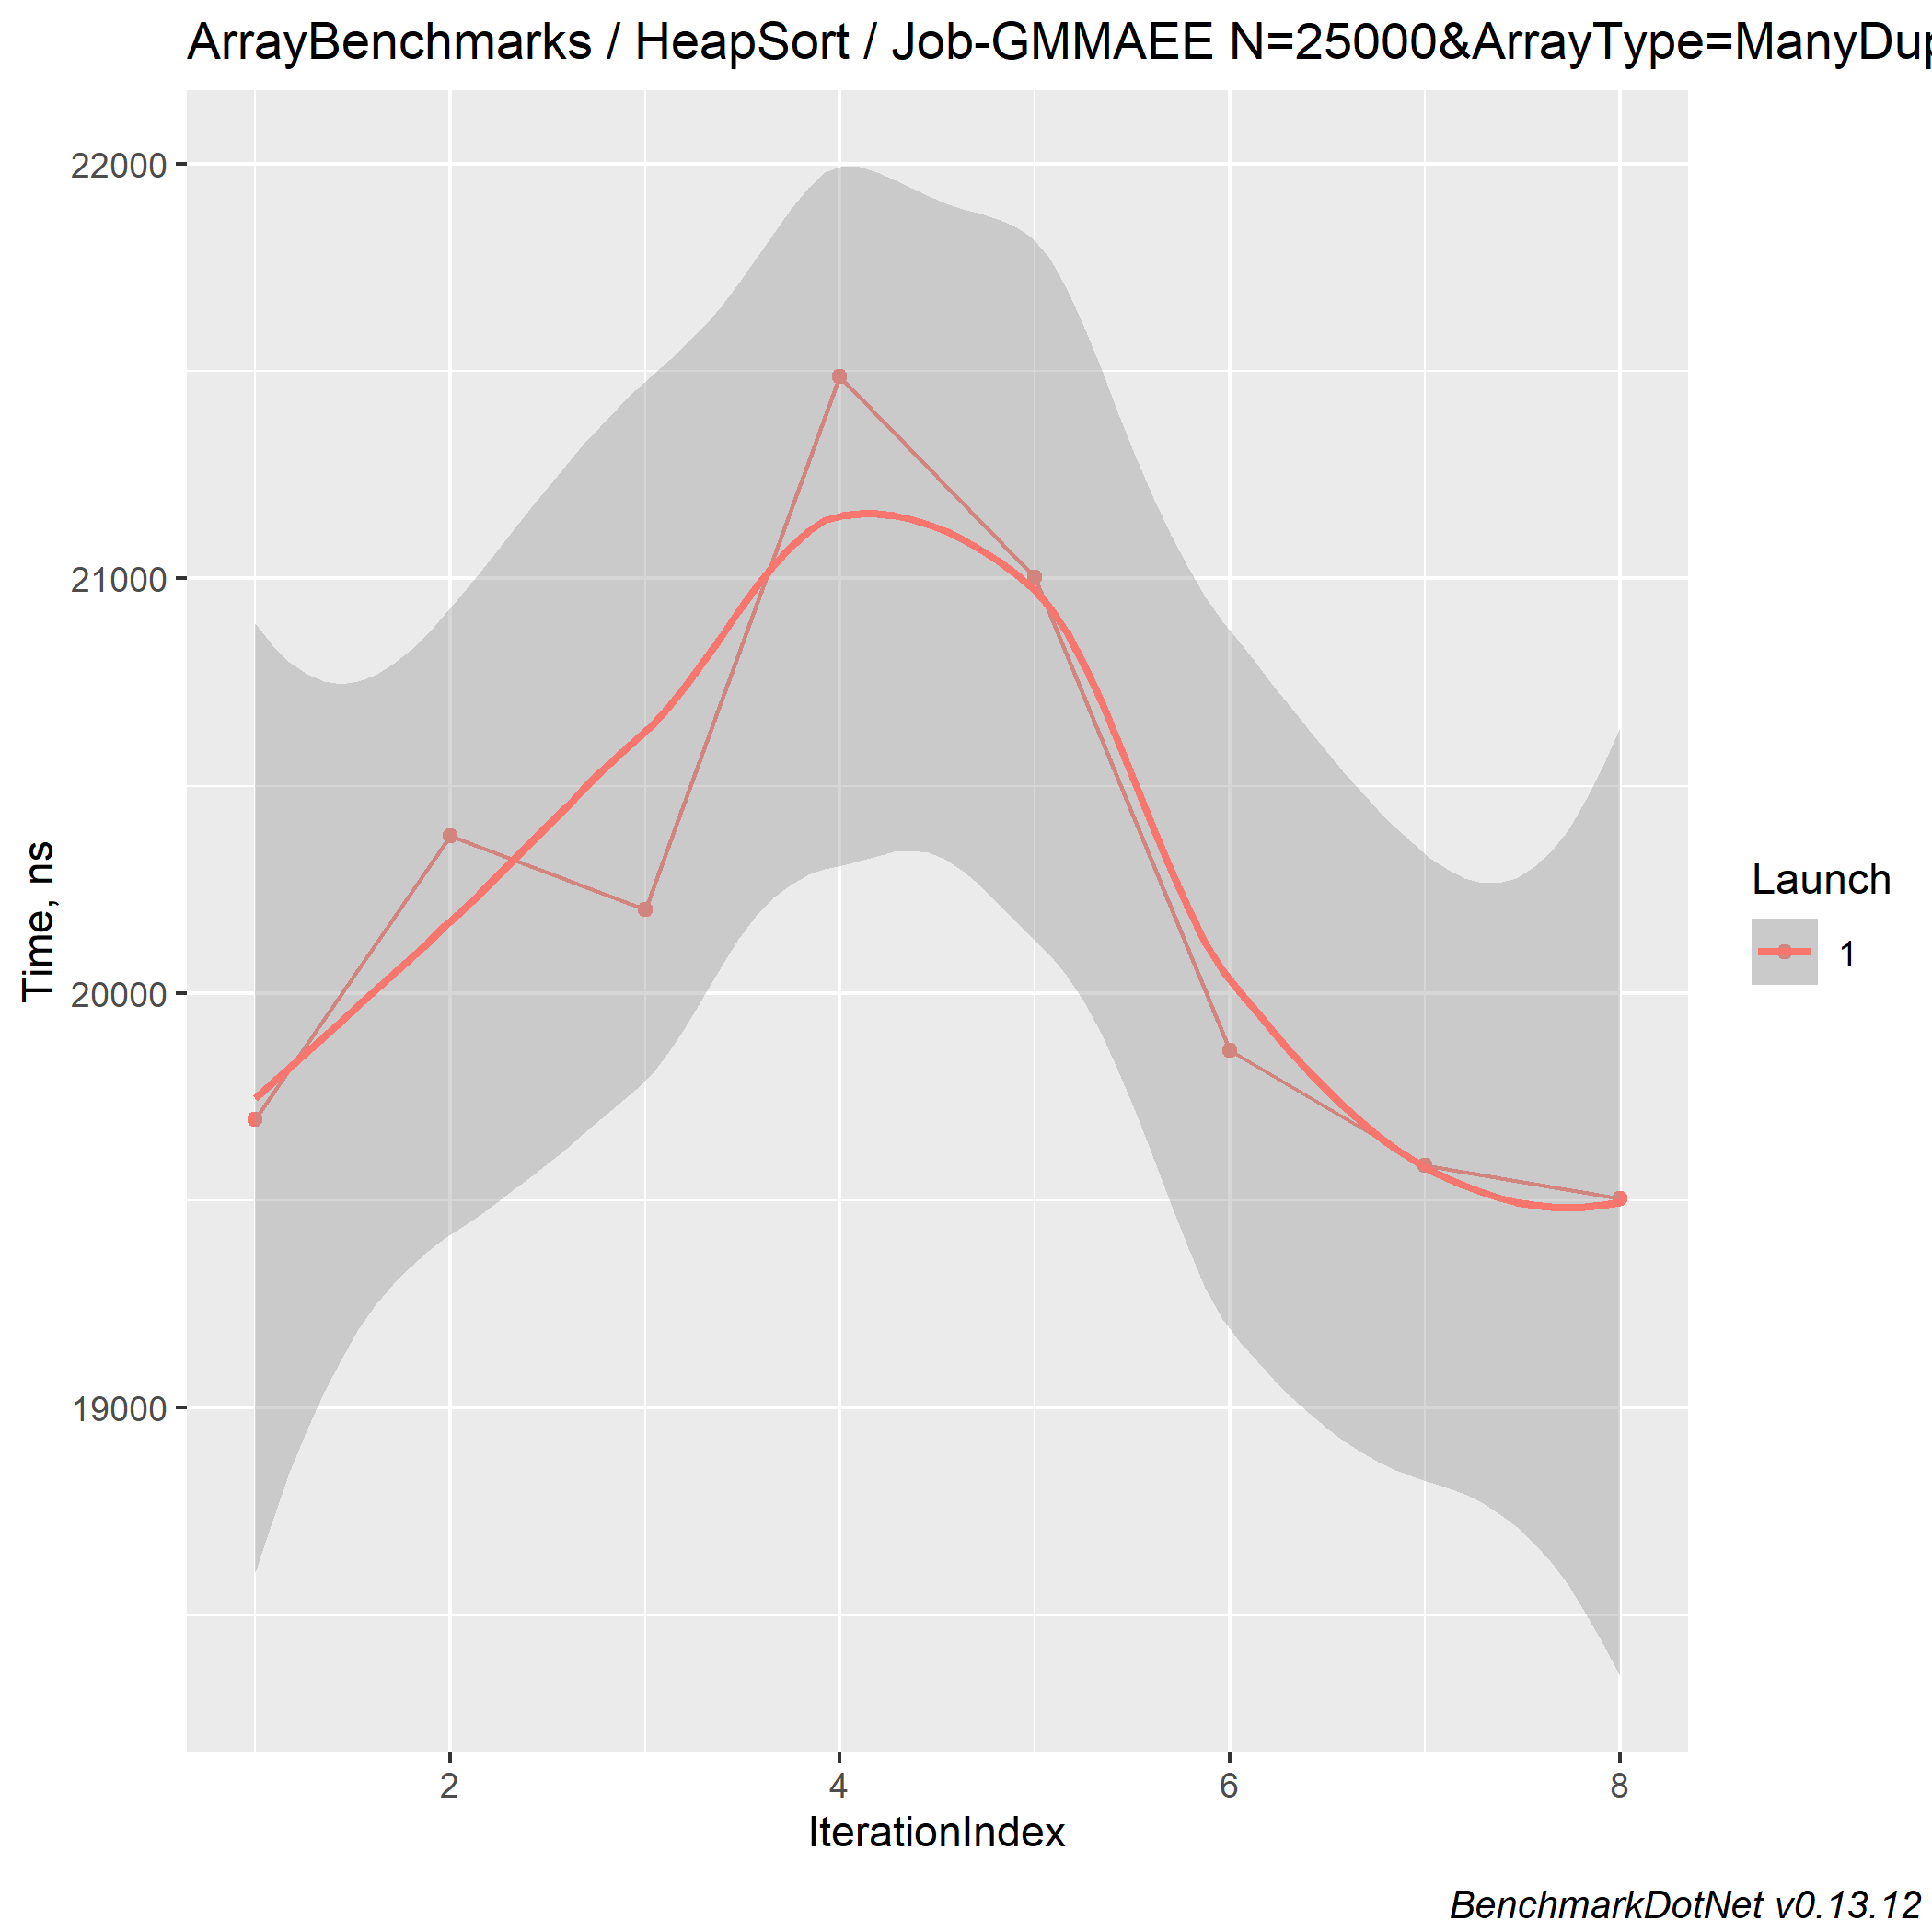 ArrayBenchmarks / HeapSort / Job-GMMAEE N=25000&ArrayType=ManyDup
22000
21000
20000
19000
Time, ns
2
4
6
8
IterationIndex
Launch
1
BenchmarkDotNet v0.13.12